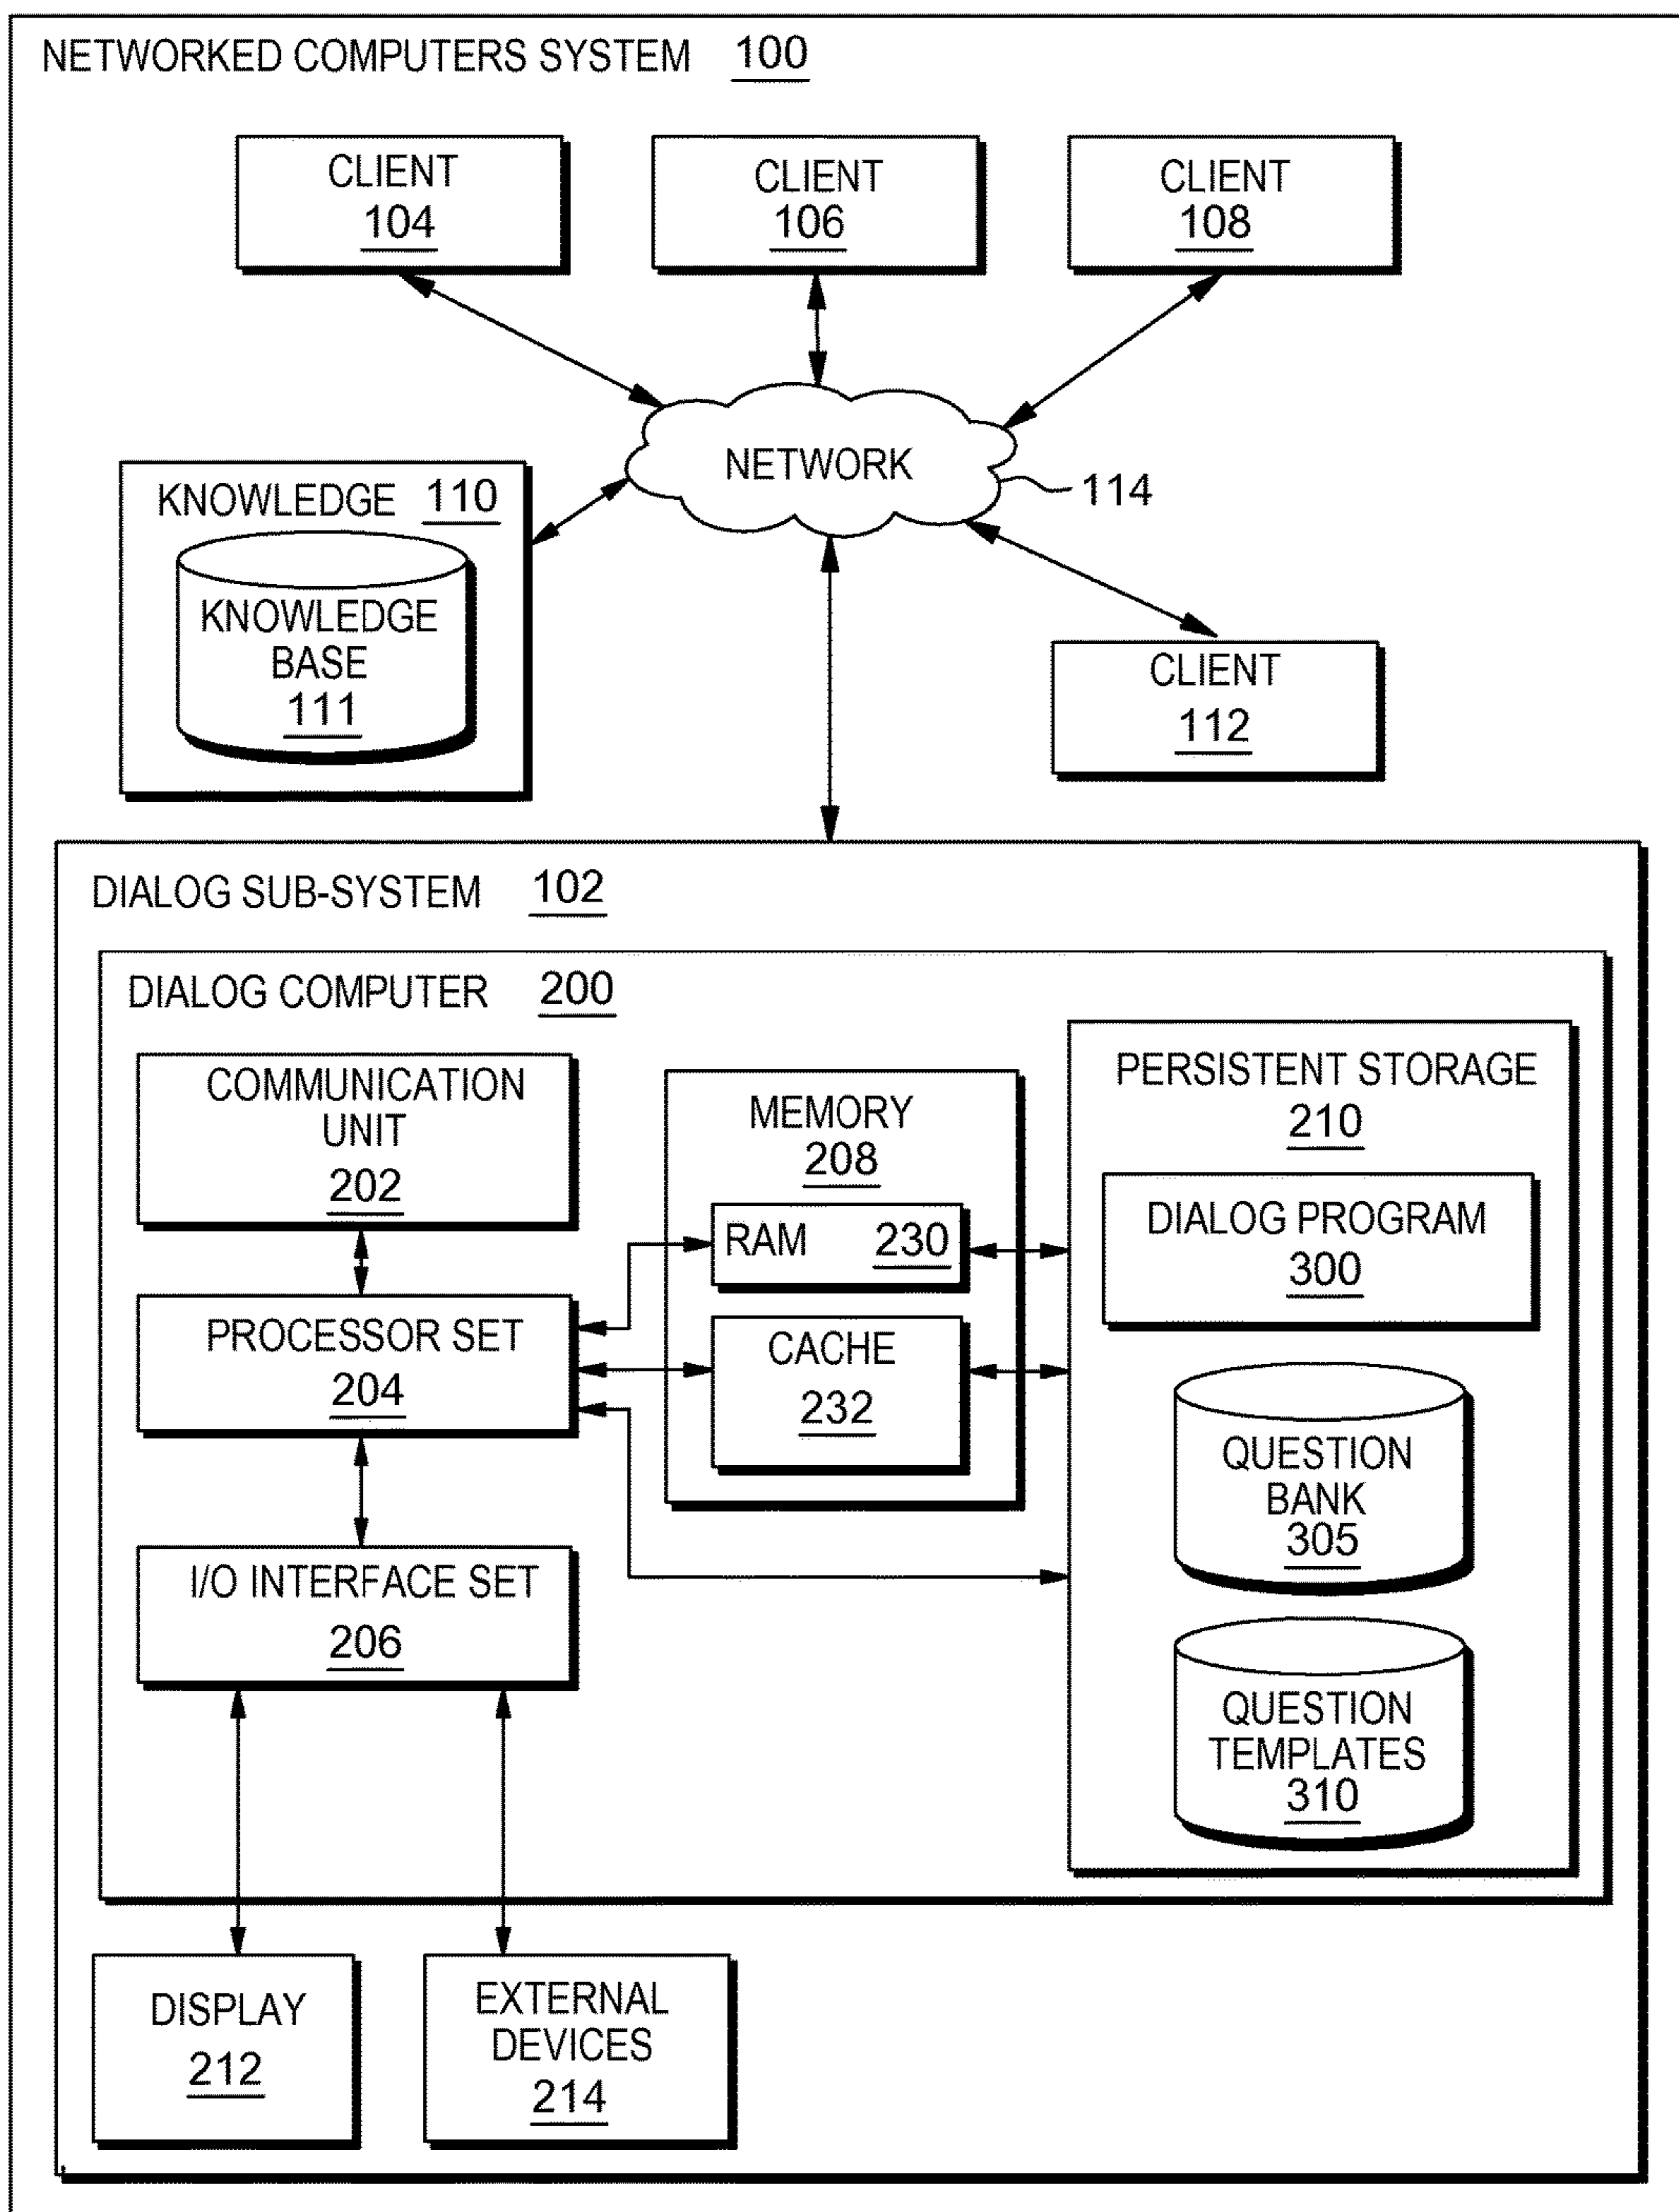 NETWORKED COMPUTERS SYSTEM 100
CLIENT
104
CLIENT
106
CLIENT
108
NETWORK
114
KNOWLEDGE 110
KNOWLEDGE
BASE
111
CLIENT
112
DIALOG SUB-SYSTEM 102
DIALOG COMPUTER 200
COMMUNICATION
UNIT
202
PROCESSOR SET
204
I/O INTERFACE SET
206
MEMORY
208
RAM 230
CACHE
232
PERSISTENT STORAGE
210
DIALOG PROGRAM
300
QUESTION
BANK
305
QUESTION
TEMPLATES
310
DISPLAY
212
EXTERNAL
DEVICES
214